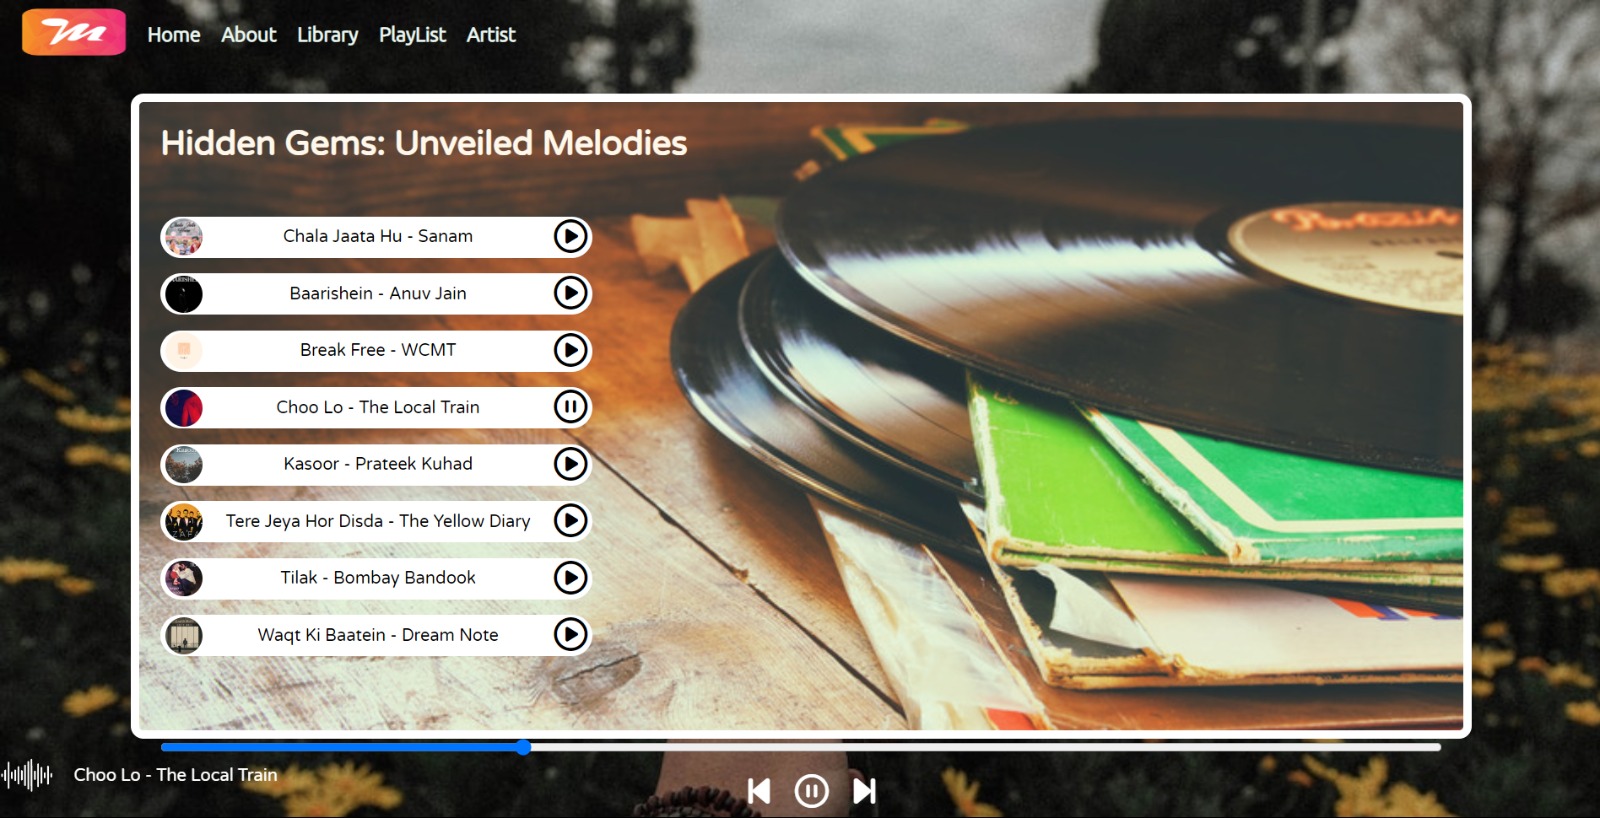 Home About Library PlayList Artist
Hidden Gems: Unveiled Melodies
Chala Jaata Hu - Sanam
Baarishein - Anuv Jain
Break Free - WCMT
Choo Lo - The Local Train
Kasoor - Prateek Kuhad
Tere Jeya Hor Disda - The Yellow Diary
Tilak - Bombay Bandook
Waqt Ki Baatein - Dream Note
Choo Lo - The Local Train